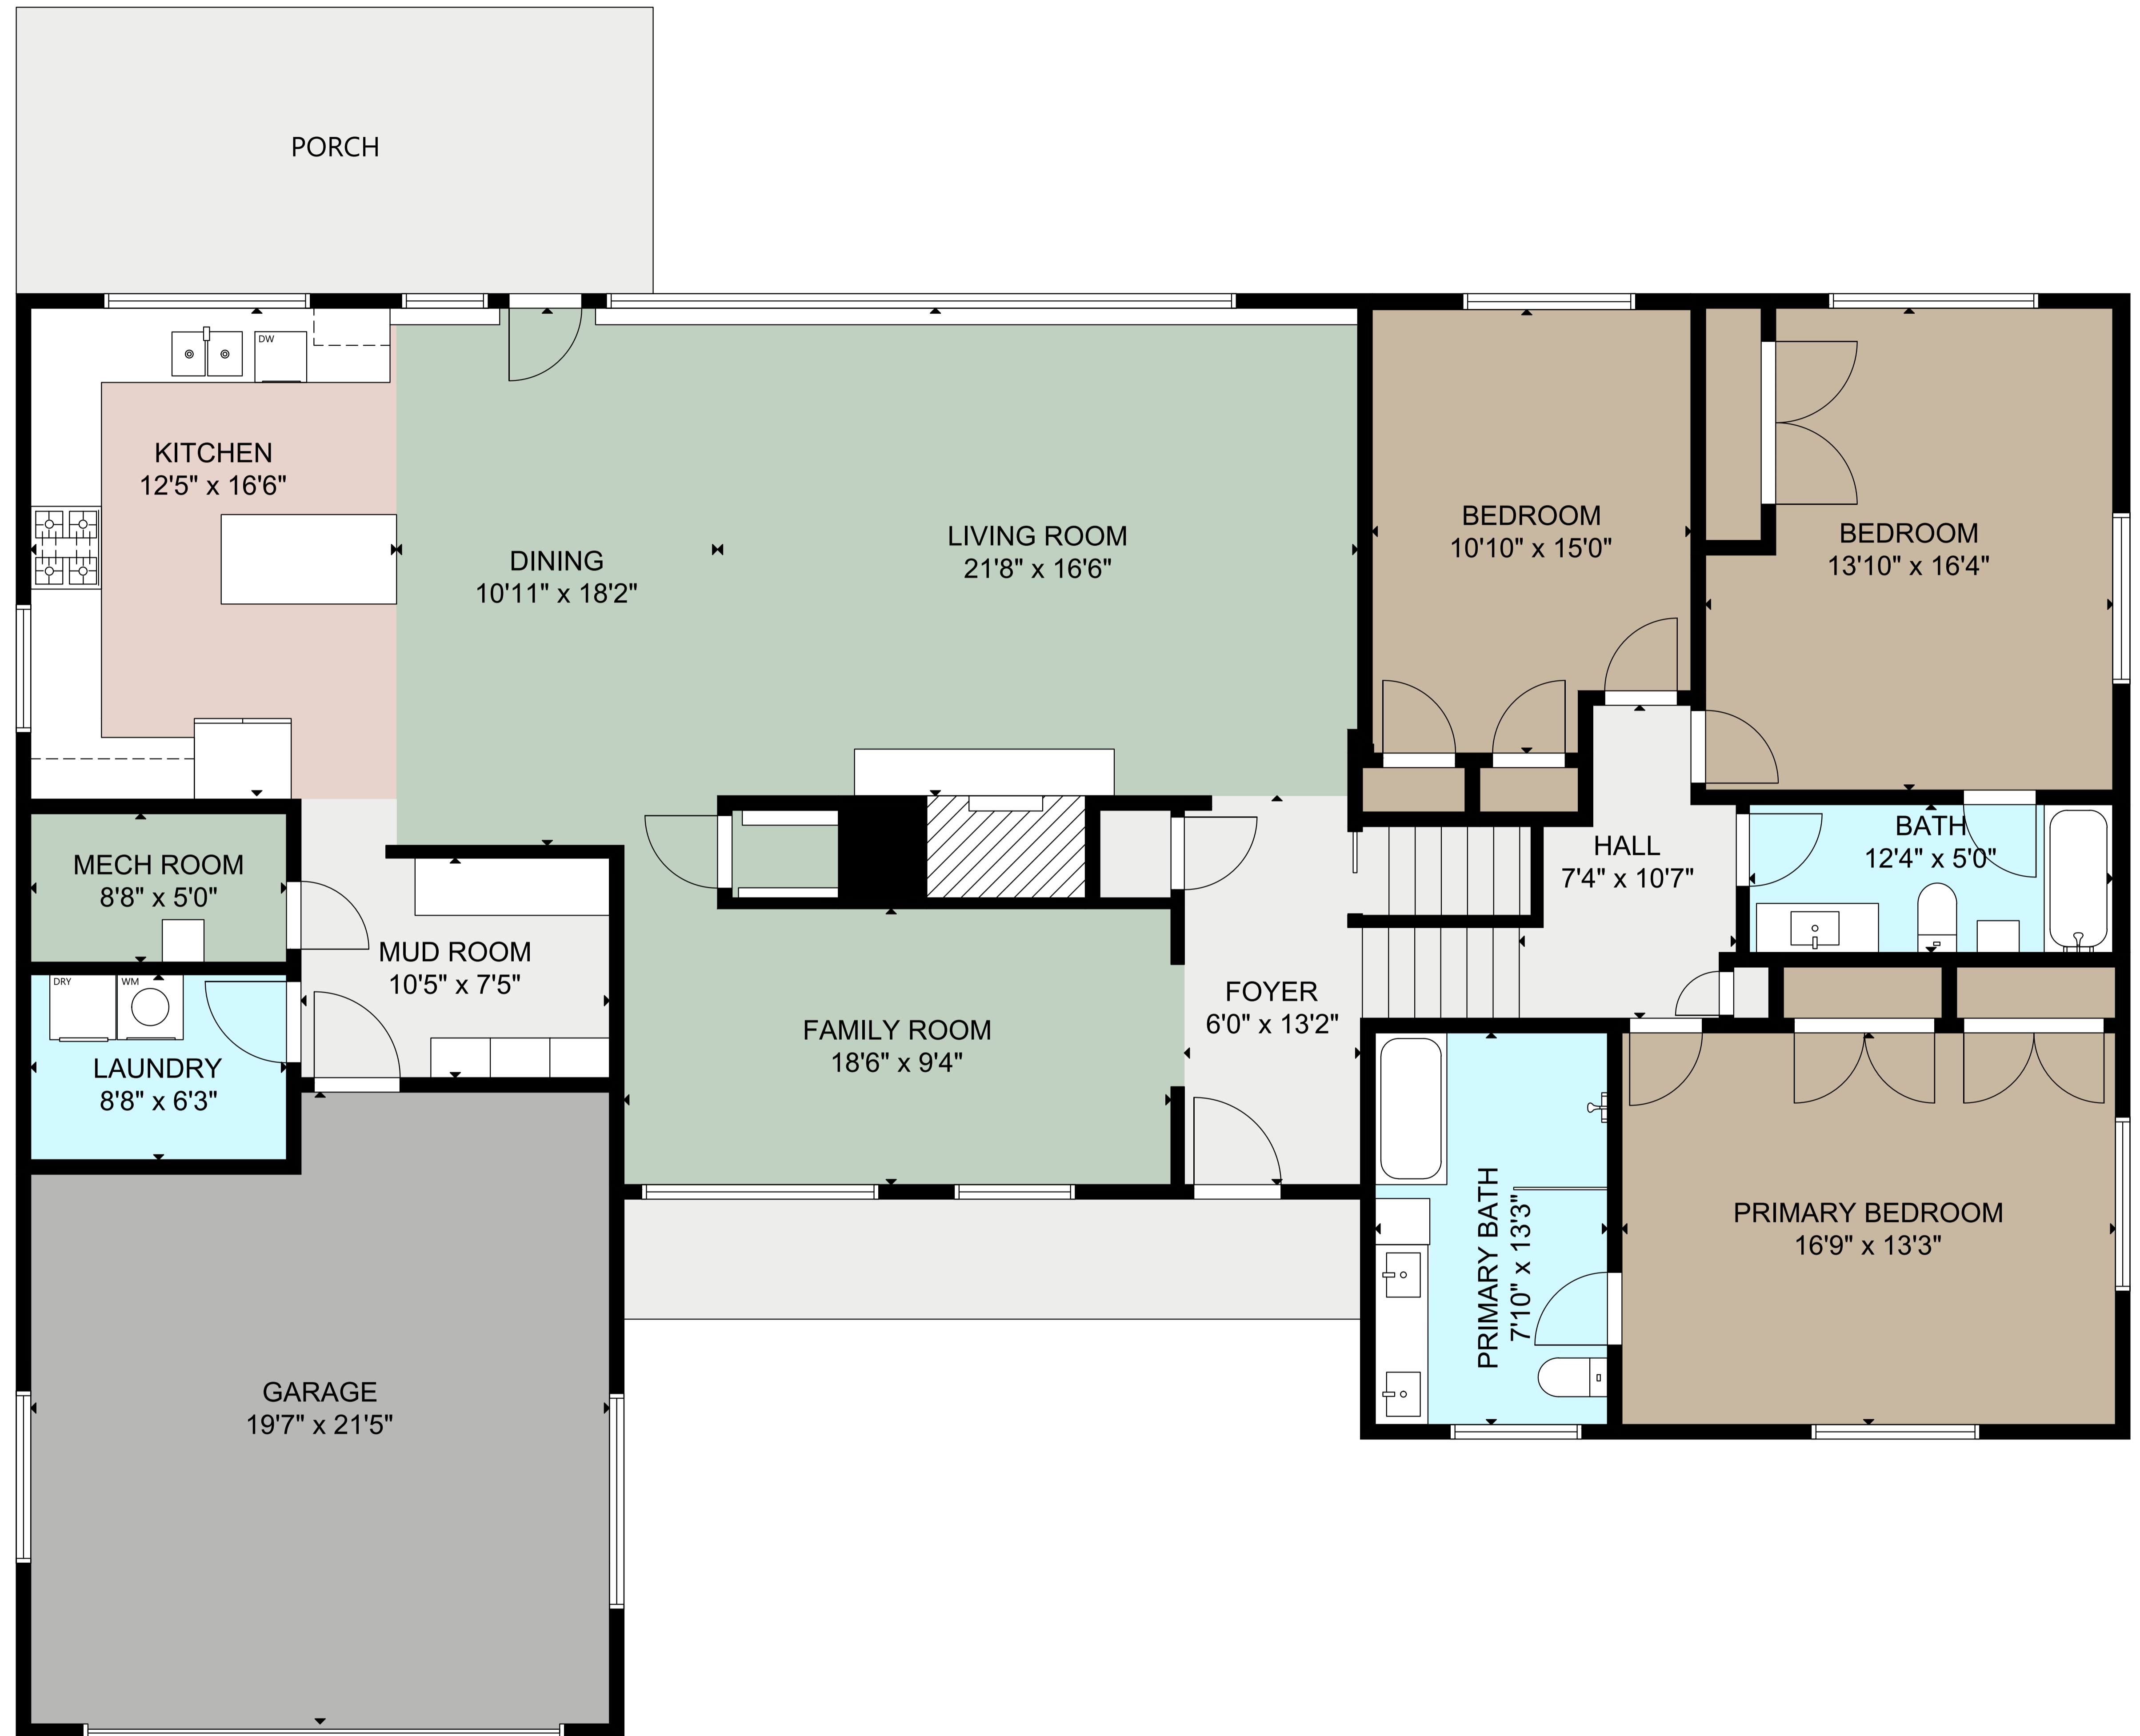 PORCH
DW
KITCHEN
12'5" x 16'6"
DINING
10'11" x 18'2"
LIVING ROOM
21'8" x 16'6"
BEDROOM
10'10" x 15'0"
BEDROOM
13'10" x 16'4"
MECH ROOM
8'8" x 5'0"
MUD ROOM
10'5" x 7'5"
DRY
WM
LAUNDRY
8'8" x 6'3"
FAMILY ROOM
18'6" x 9'4"
FOYER
6'0" x 13'2"
HALL
7'4" x 10'7"
BATH
12'4" x 5'0"
PRIMARY BATH
7'10" x 13'3"
PRIMARY BEDROOM
16'9" x 13'3"
GARAGE
19'7" x 21'5"